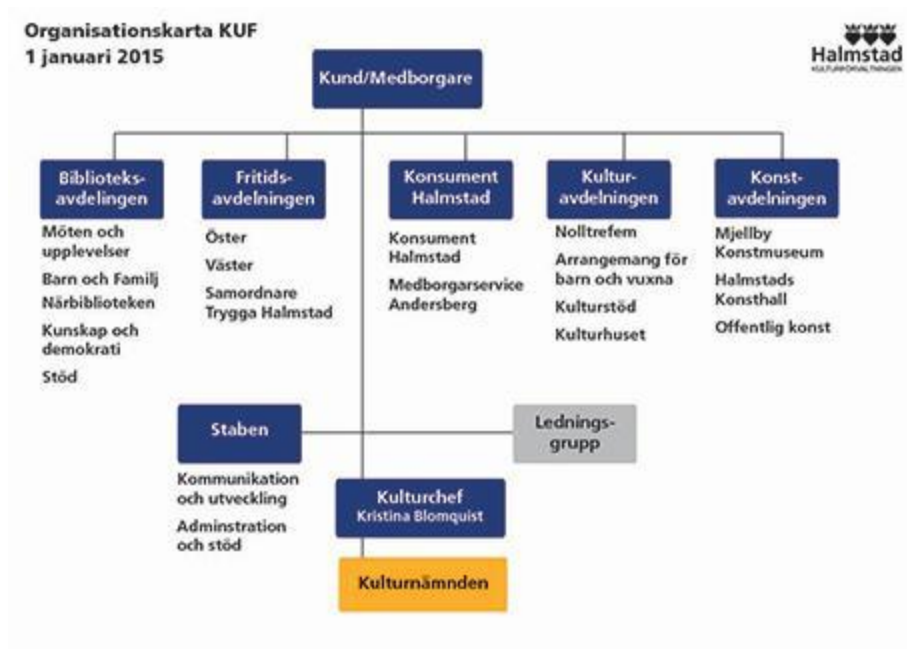 Organisationskarta KUF
1 januari 2015
Halmstad
KULTURFÖRVALTNINGEN
Kund/Medborgare
Biblioteks-
avdelingen
Möten och
upplevelser
Barn och Familj
Närbiblioteken
Kunskap och
demokrati
Stöd
Fritids-
avdelningen
Öster
Väster
Samordnare
Trygga Halmstad
Konsument
Halmstad
Konsument
Halmstad
Medborgarservice
Andersberg
Kultur-
avdelningen
Nolltrefem
Arrangemang för
barn och vuxna
Kulturstöd
Kulturhuset
Konst-
avdelningen
Mjellby
Konstmuseum
Halmstads
Konsthall
Offentlig konst
Staben
Kommunikation
och utveckling
Adminstration
och stöd
Lednings-
grupp
Kulturchef
Kristina Blomquist
Kulturnämnden